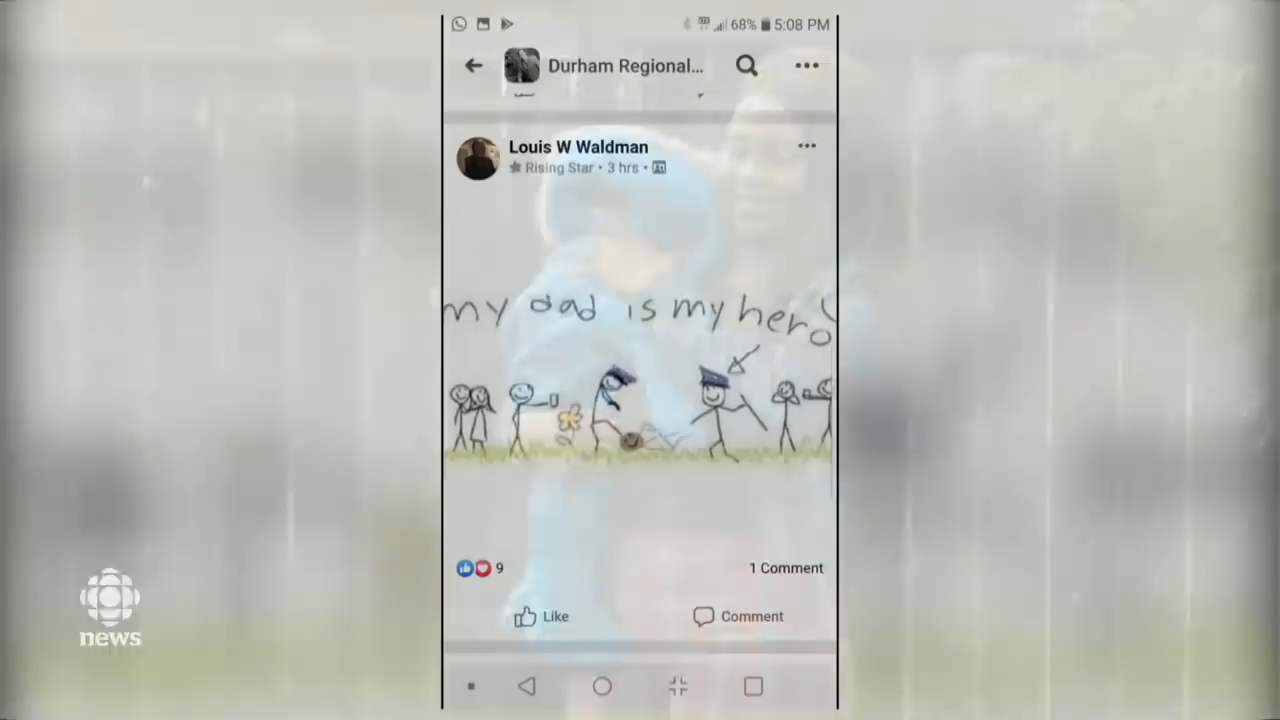 68% 5:08 PM
Durham Regional...
Louis W Waldman
Rising Star • 3 hrs •
my dad is my hero
9 1 Comment
Like Comment
news